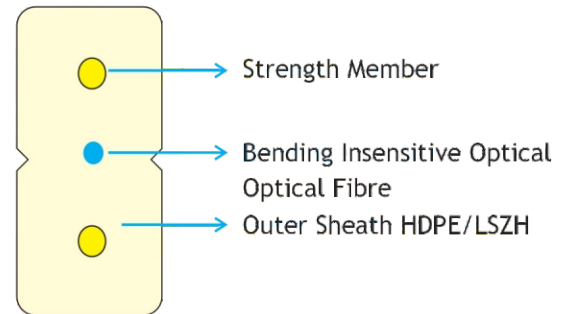 Strength Member
Bending Insensitive Optical
Optical Fibre
Outer Sheath HDPE/LSZH